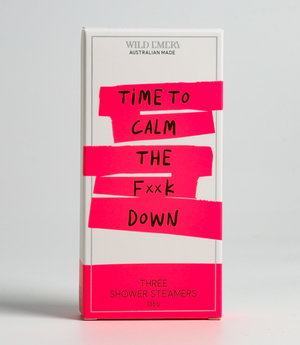 WILD EMERY
AUSTRALIAN MADE
TIME TO
CALM
THE
FxxK
DOWN
THREE
SHOWER STEAMERS